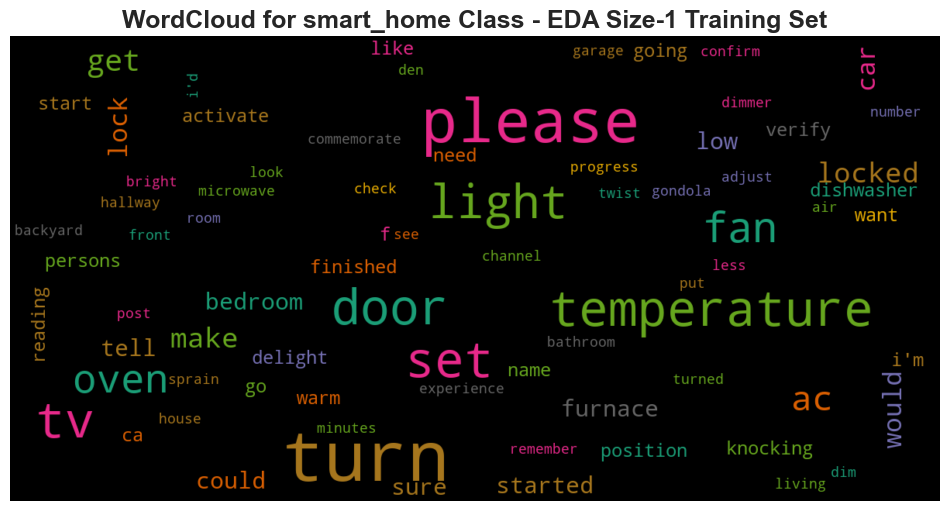 WordCloud for smart_home Class - EDA Size-1 Training Set
get
like
garage
going
confirm
car
den
i'd
start
lock
activate
please
dimmer
number
commemorate
low
verify
need
progress
locked
look
bright
microwave
check
light
twist
gondola
adjust
dishwasher
hallway
room
air
want
backyard
front
f
see
fan
persons
finished
channel
less
put
reading
post
bedroom
door
temperature
make
tell
delight
set
name
bathroom
i'm
oven
sprain
go
experience
turned
would
tv
house
warm
furnace
ac
ca
minutes
turn
remember
position
knocking
could
sure
started
living
dim